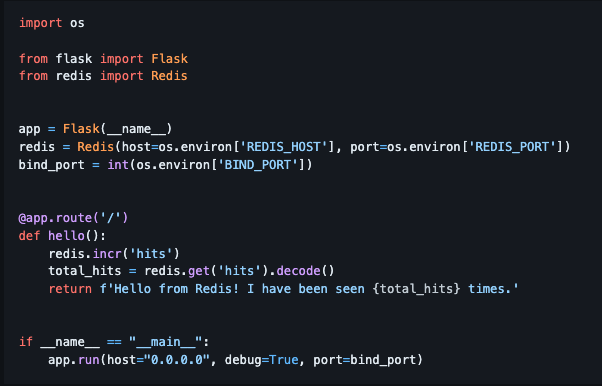 import os
from flask import Flask
from redis import Redis
app = Flask(__name__)
redis = Redis(host=os.environ['REDIS_HOST'], port=os.environ['REDIS_PORT'])
bind_port = int(os.environ['BIND_PORT'])
@app.route('/')
def hello():
    redis.incr('hits')
    total_hits = redis.get('hits').decode()
    return f'Hello from Redis! I have been seen {total_hits} times.'
if __name__ == "__main__":
    app.run(host="0.0.0.0", debug=True, port=bind_port)